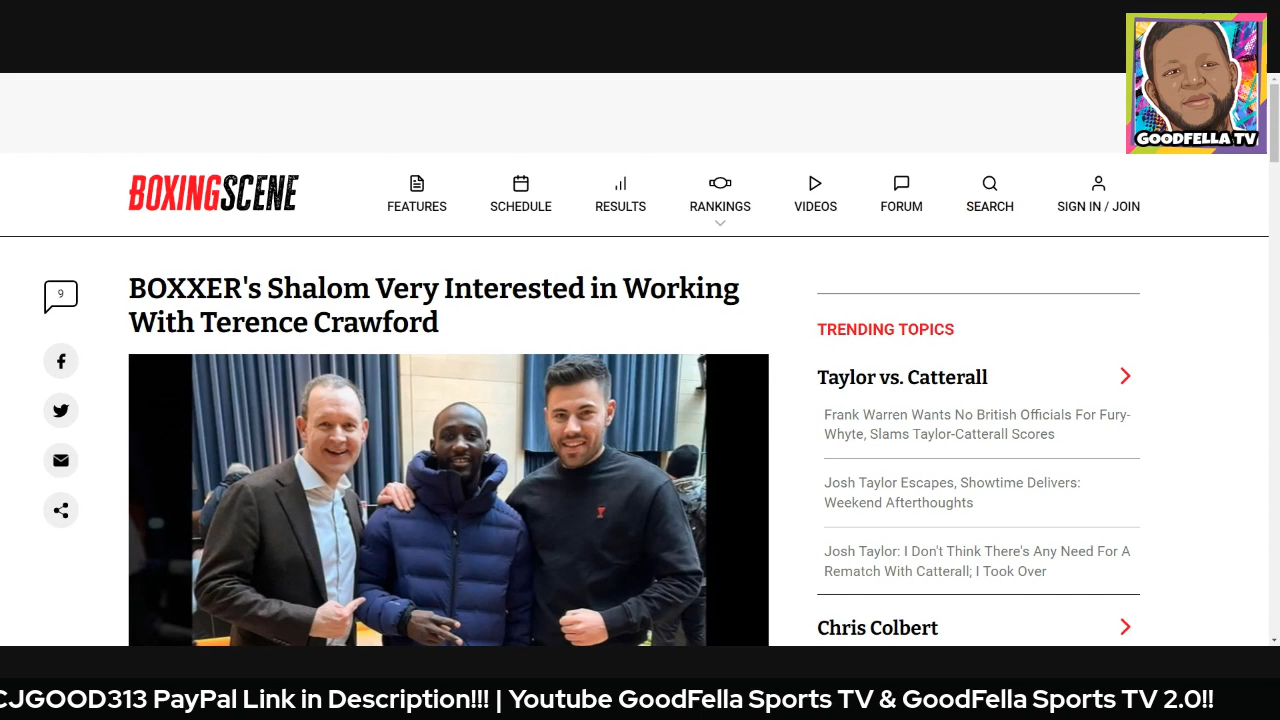 GOODFELLA TV
BOXINGSCENE
FEATURES
SCHEDULE
RESULTS
RANKINGS
VIDEOS
FORUM
SEARCH
SIGN IN / JOIN
9
BOXXER's Shalom Very Interested in Working
With Terence Crawford
TRENDING TOPICS
Taylor vs. Catterall
Frank Warren Wants No British Officials For Fury-
Whyte, Slams Taylor-Catterall Scores
Josh Taylor Escapes, Showtime Delivers:
Weekend Afterthoughts
Josh Taylor: I Don't Think There's Any Need For A
Rematch With Catterall; I Took Over
Chris Colbert
CJGOOD313 PayPal Link in Description!!! | Youtube GoodFella Sports TV & GoodFella Sports TV 2.0!!